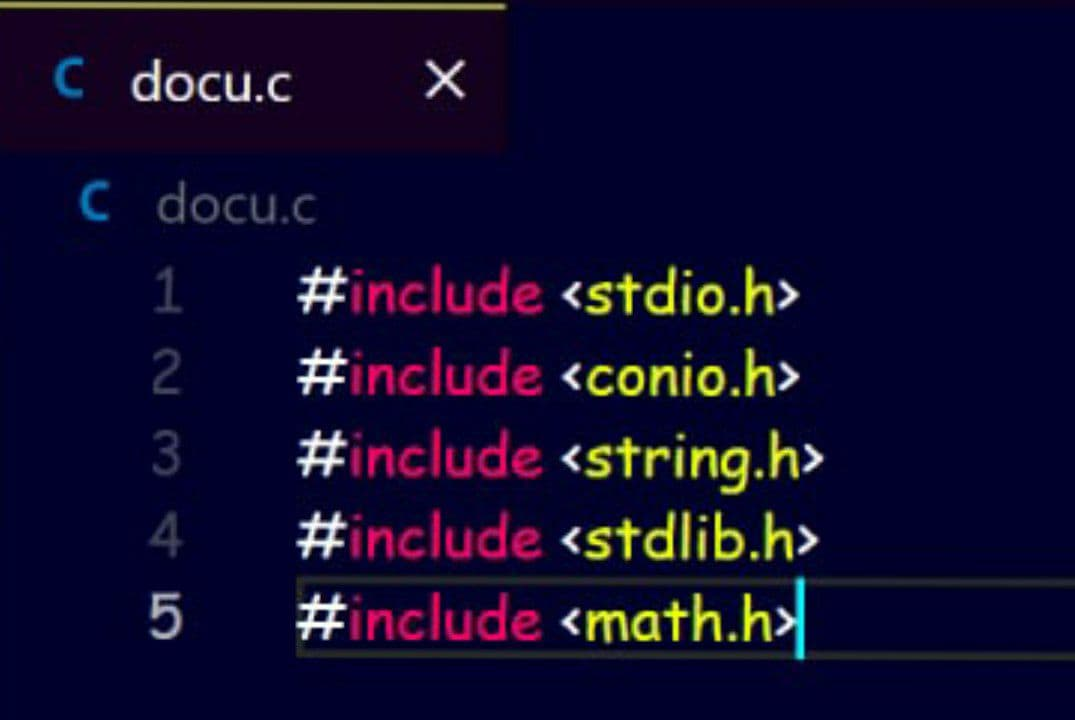 C docu.c ×
C docu.c
1 #include <stdio.h>
2 #include <conio.h>
3 #include <string.h>
4 #include <stdlib.h>
5 #include <math.h>